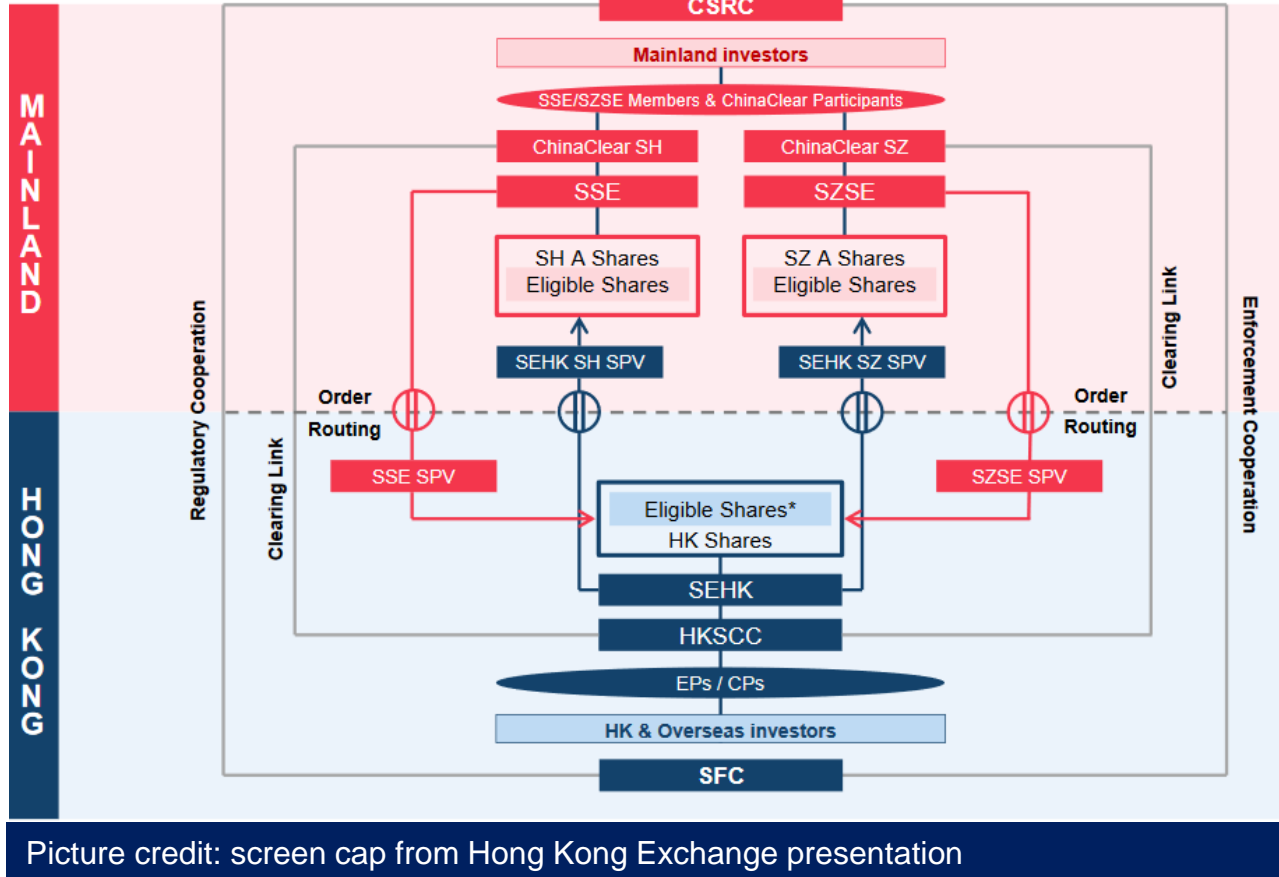 CSRC
Mainland investors
SSE/SZSE Members & ChinaClear Participants
ChinaClear SH
ChinaClear SZ
SSE
SZSE
SH A Shares
Eligible Shares
SZ A Shares
Eligible Shares
SEHK SH SPV
SEHK SZ SPV
MAINLAND
Regulatory Cooperation
Clearing Link
Order
Routing
Order
Routing
Clearing Link
Enforcement Cooperation
SSE SPV
SZSE SPV
Eligible Shares*
HK Shares
SEHK
HKSCC
EPs / CPs
HK & Overseas investors
SFC
HONG KONG
Picture credit: screen cap from Hong Kong Exchange presentation